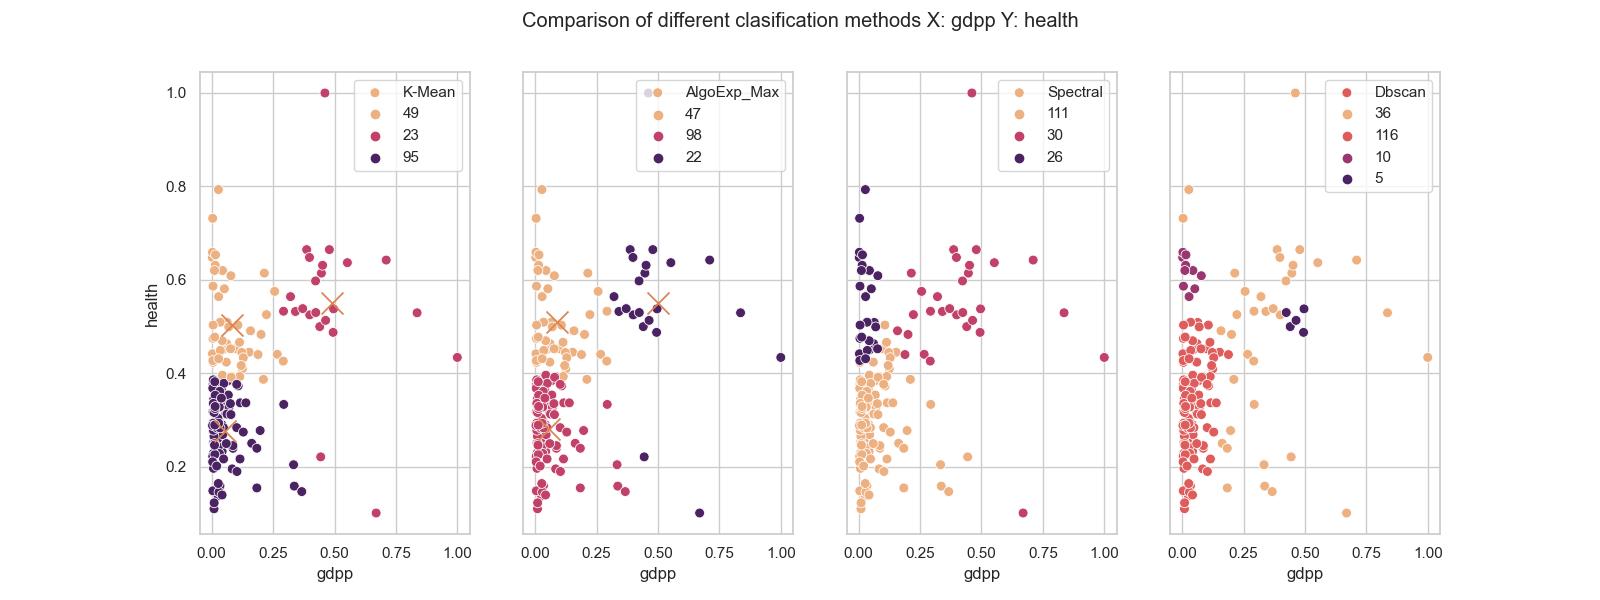 Comparison of different clasification methods X: gdpp Y: health
health
1.0
0.8
0.6
0.4
0.2
K-Mean
49
23
95
0.00 0.25 0.50 0.75 1.00
gdpp
AlgoExp_Max
47
98
22
0.00 0.25 0.50 0.75 1.00
gdpp
Spectral
111
30
26
0.00 0.25 0.50 0.75 1.00
gdpp
Dbscan
36
116
10
5
0.00 0.25 0.50 0.75 1.00
gdpp